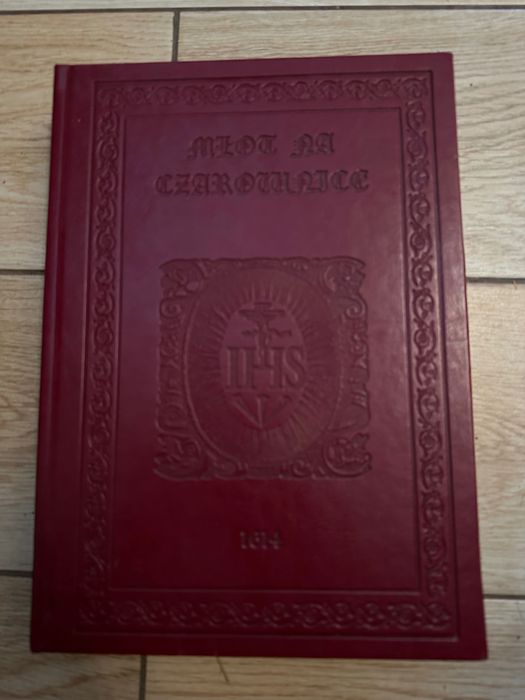 MŁOT NA
CZAROWNICE
IHS
1614